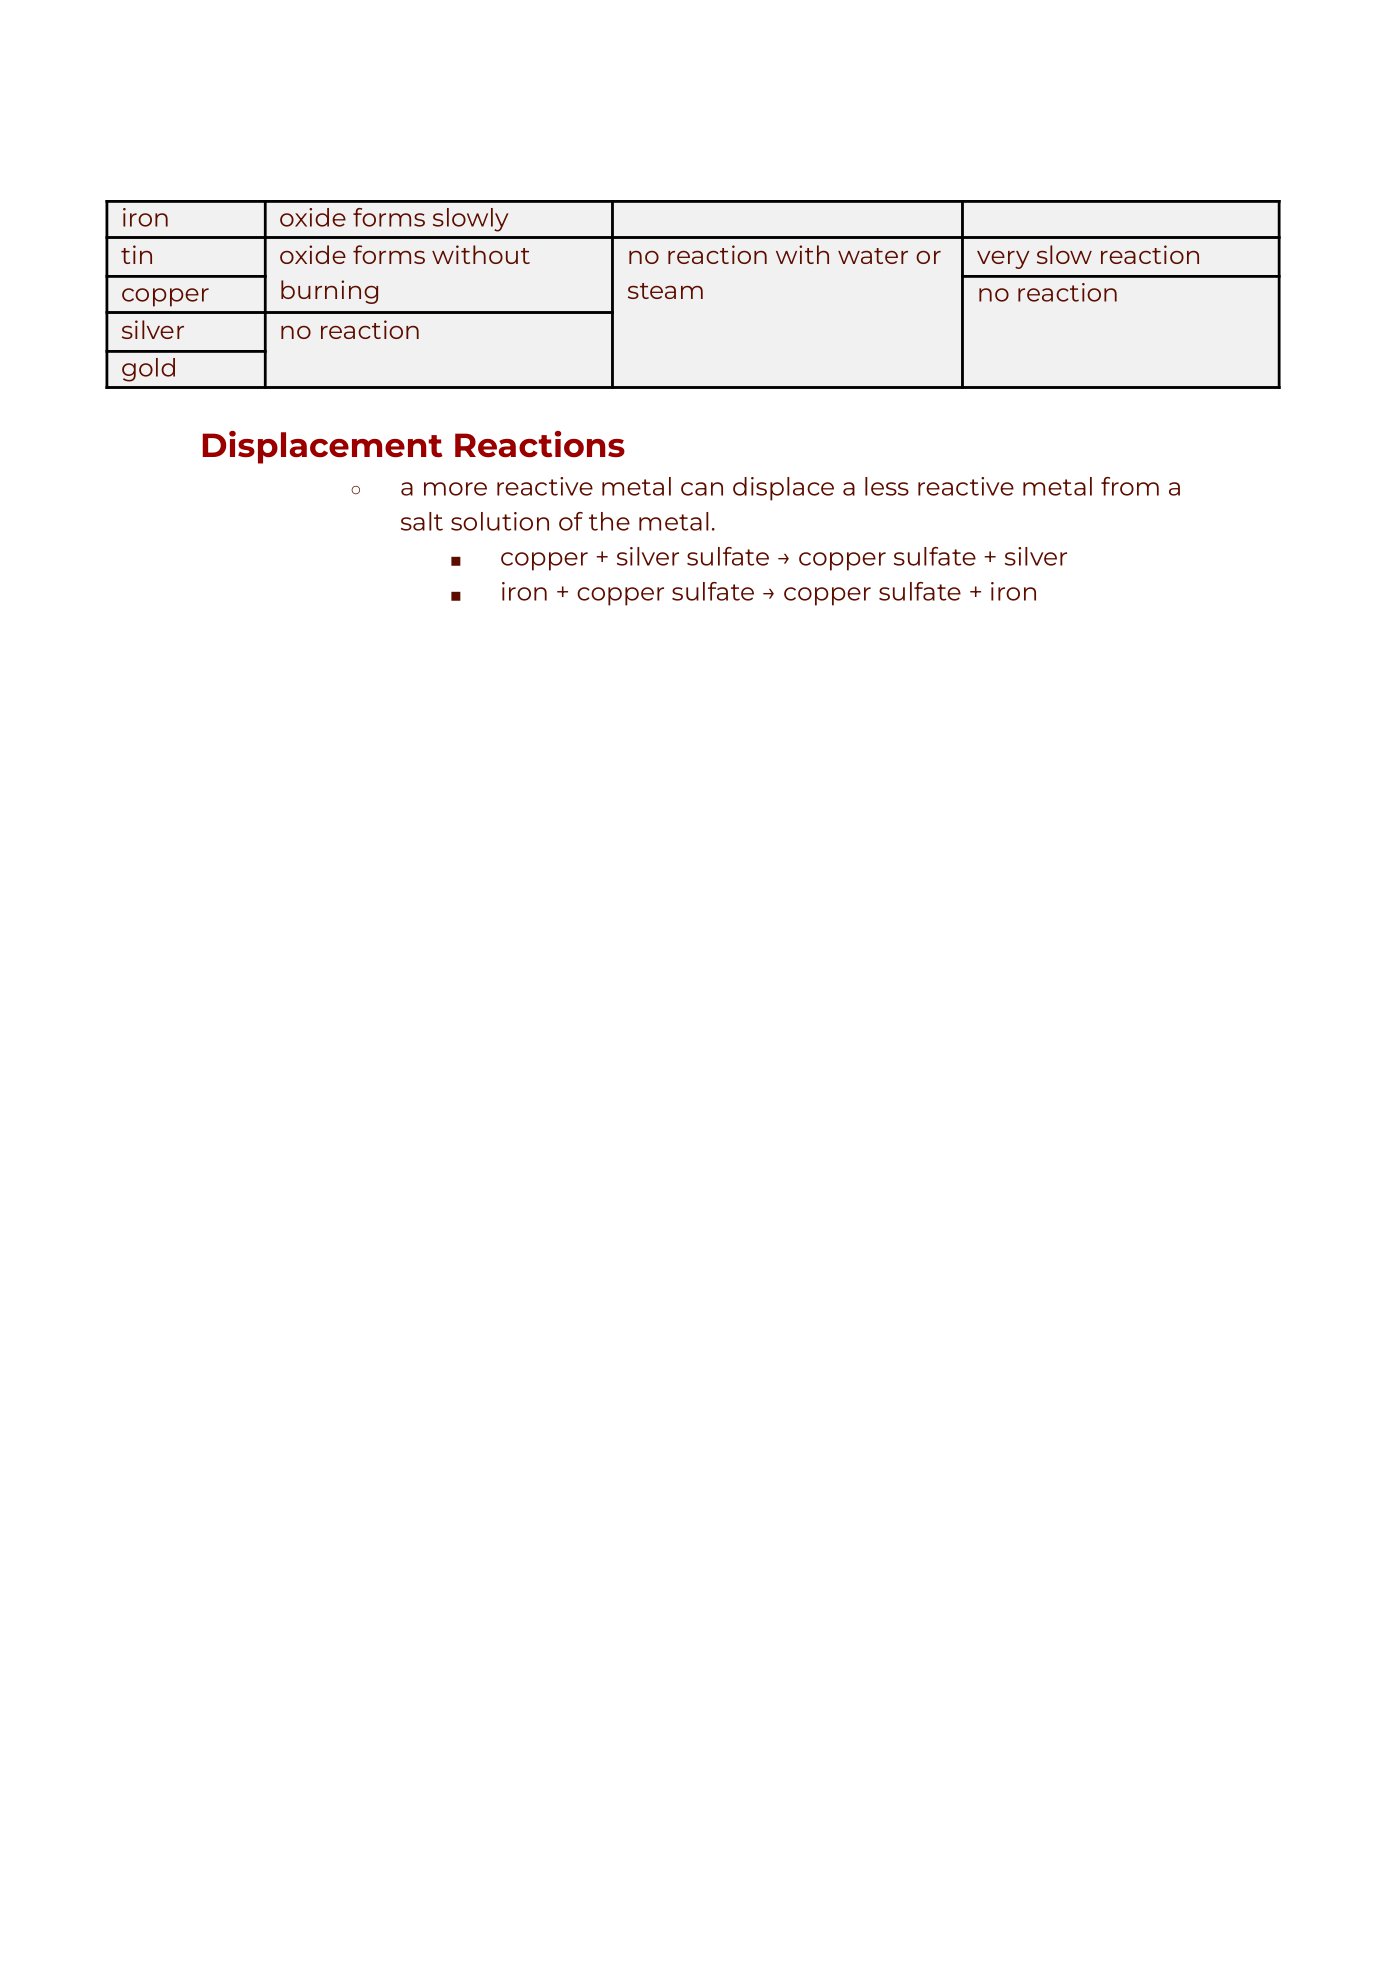 iron oxide forms slowly
tin oxide forms without no reaction with water or very slow reaction
burning steam
copper no reaction
silver no reaction
gold
Displacement Reactions
○ a more reactive metal can displace a less reactive metal from a
salt solution of the metal.
■ copper + silver sulfate → copper sulfate + silver
■ iron + copper sulfate → copper sulfate + iron